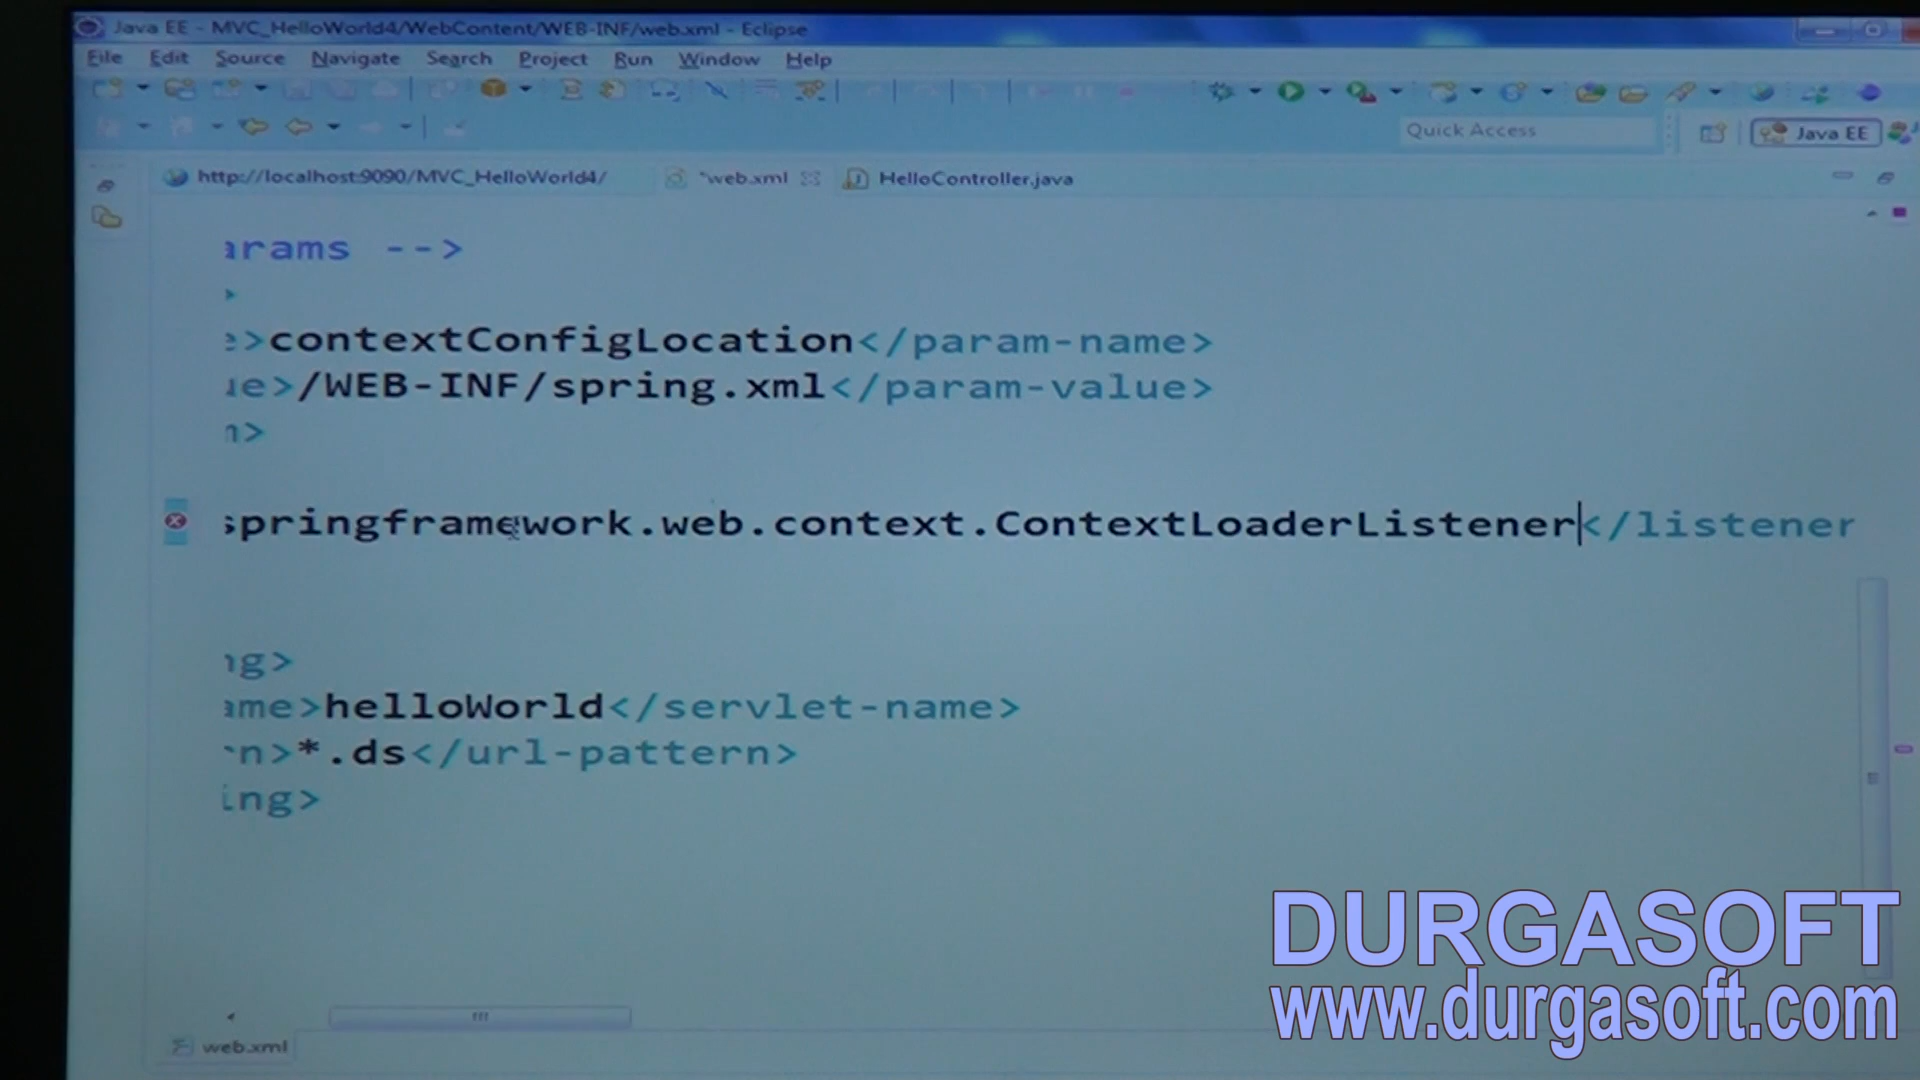 Java EE - MVC_HelloWorld4/WebContent/WEB-INF/web.xml - Eclipse
File Edit Source Navigate Search Project Run Window Help
Quick Access
Java EE
http://localhost:9090/MVC_HelloWorld4/ *web.xml HelloController.java
arams -->
>
e>contextConfigLocation</param-name>
ue>/WEB-INF/spring.xml</param-value>
n>
springframework.web.context.ContextLoaderListener</listener
ng>
ame>helloWorld</servlet-name>
rn>*.ds</url-pattern>
ing>
web.xml
DURGASOFT
www.durgasoft.com